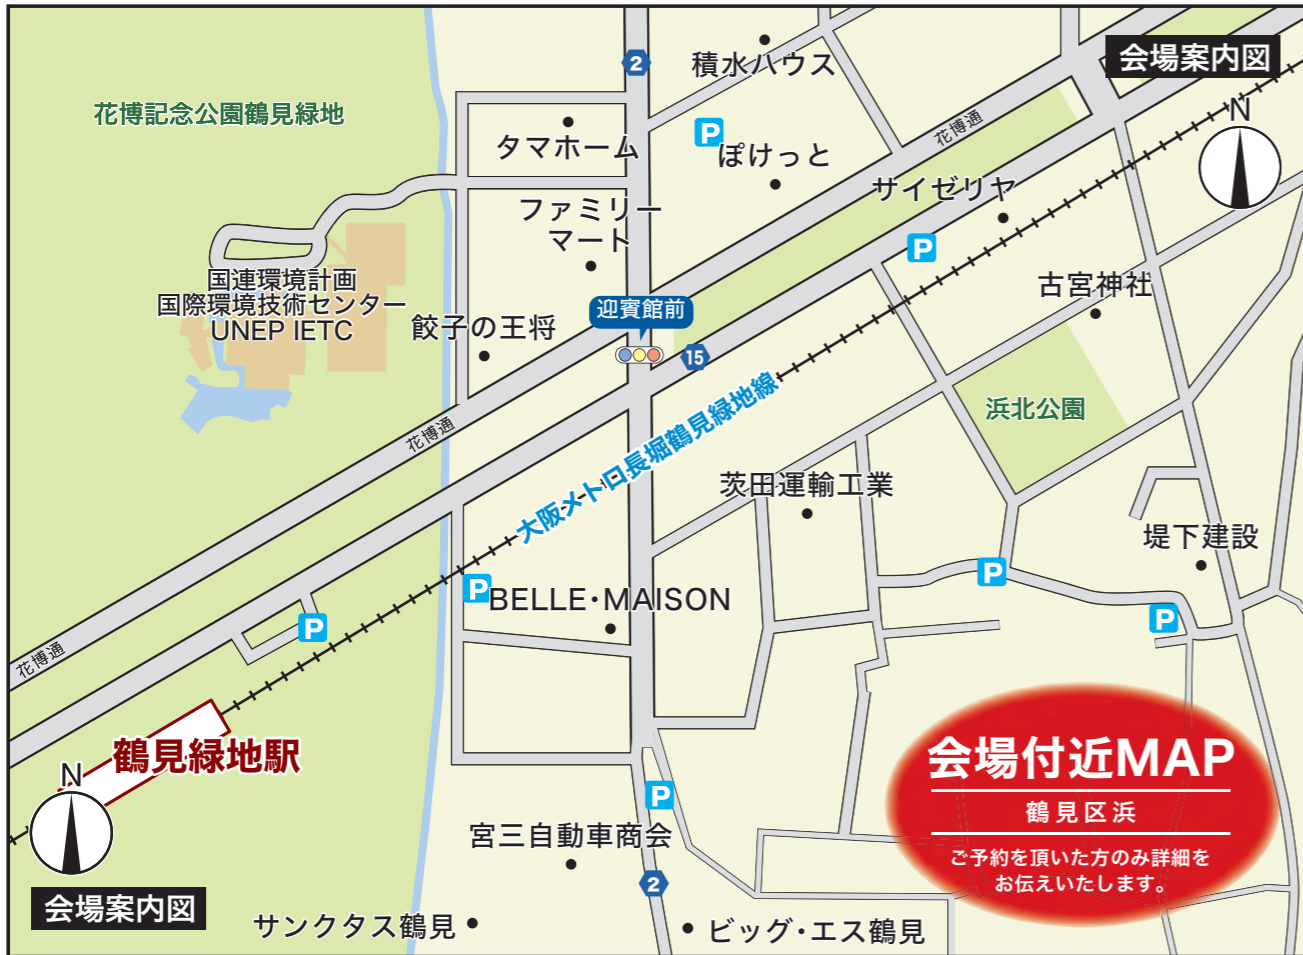 会場案内図
N
2
積水ハウス
花博記念公園鶴見緑地
タマホーム
P
ぽけっと
花博通
サイゼリヤ
ファミリー
マート
P
国連環境計画
国際環境技術センター
UNEP IETC
餃子の王将
迎賓館前
15
古宮神社
浜北公園
花博通
大阪メトロ長堀鶴見緑地線
茨田運輸工業
堤下建設
P
BELLE・MAISON
P
P
P
花博通
鶴見緑地駅
N
会場案内図
P
宮三自動車商会
2
サンクタス鶴見
ビッグ・エス鶴見
会場付近MAP
鶴見区浜
ご予約を頂いた方のみ詳細を
お伝えいたします。